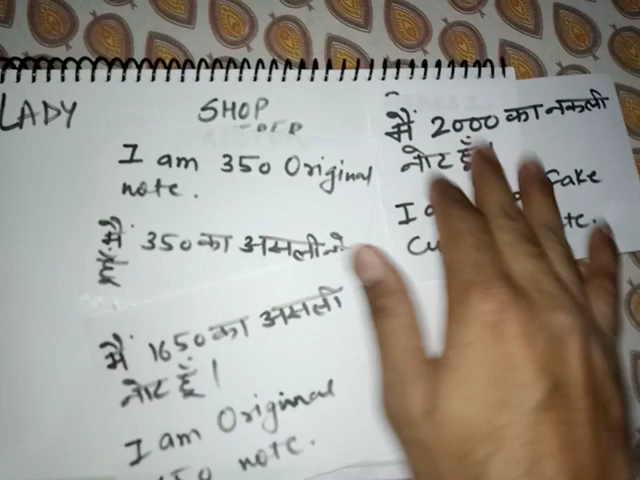 LADY
SHOP
I am 350 Original
note.
मैं 350 का असली
मैं 1650 का असली
नोट हूँ।
I am Original
note.
मैं 2000 का नकली
नोट हूँ।
I
fake